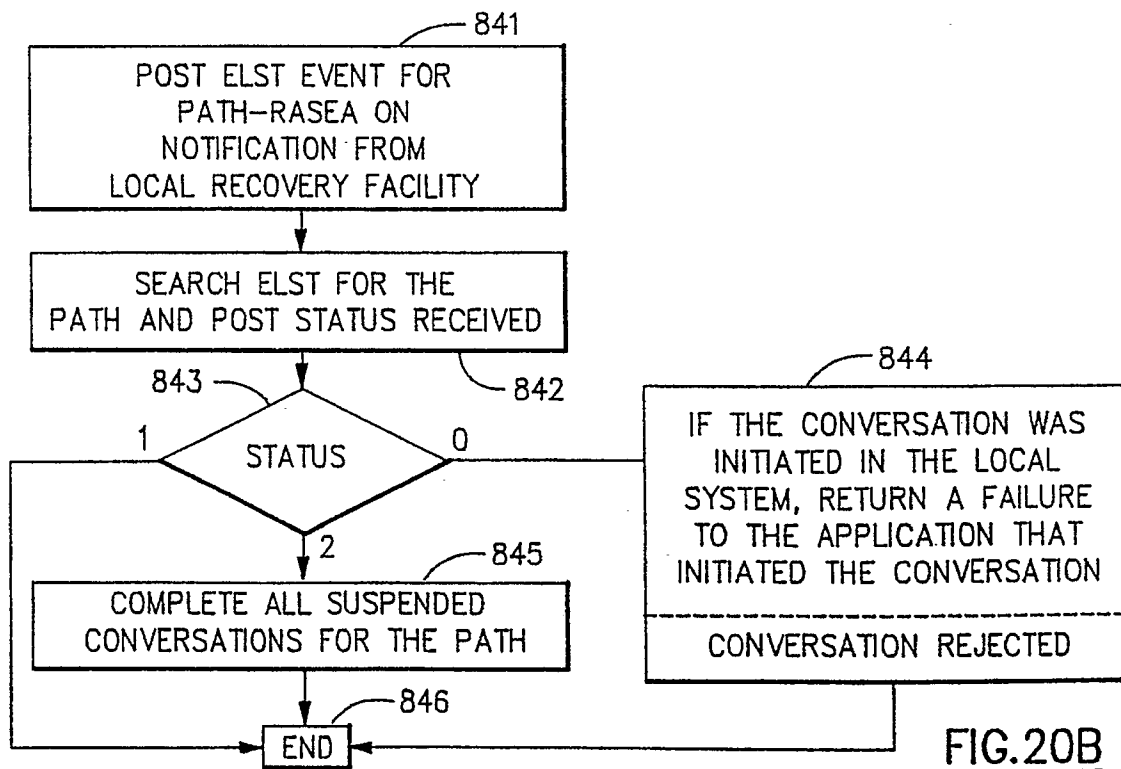 841
POST ELST EVENT FOR
PATH-RASEA ON
NOTIFICATION FROM
LOCAL RECOVERY FACILITY
SEARCH ELST FOR THE
PATH AND POST STATUS RECEIVED
842
843
1
STATUS
0
2
844
IF THE CONVERSATION WAS
INITIATED IN THE LOCAL
SYSTEM, RETURN A FAILURE
TO THE APPLICATION THAT
INITIATED THE CONVERSATION
CONVERSATION REJECTED
845
COMPLETE ALL SUSPENDED
CONVERSATIONS FOR THE PATH
846
END
FIG.20B